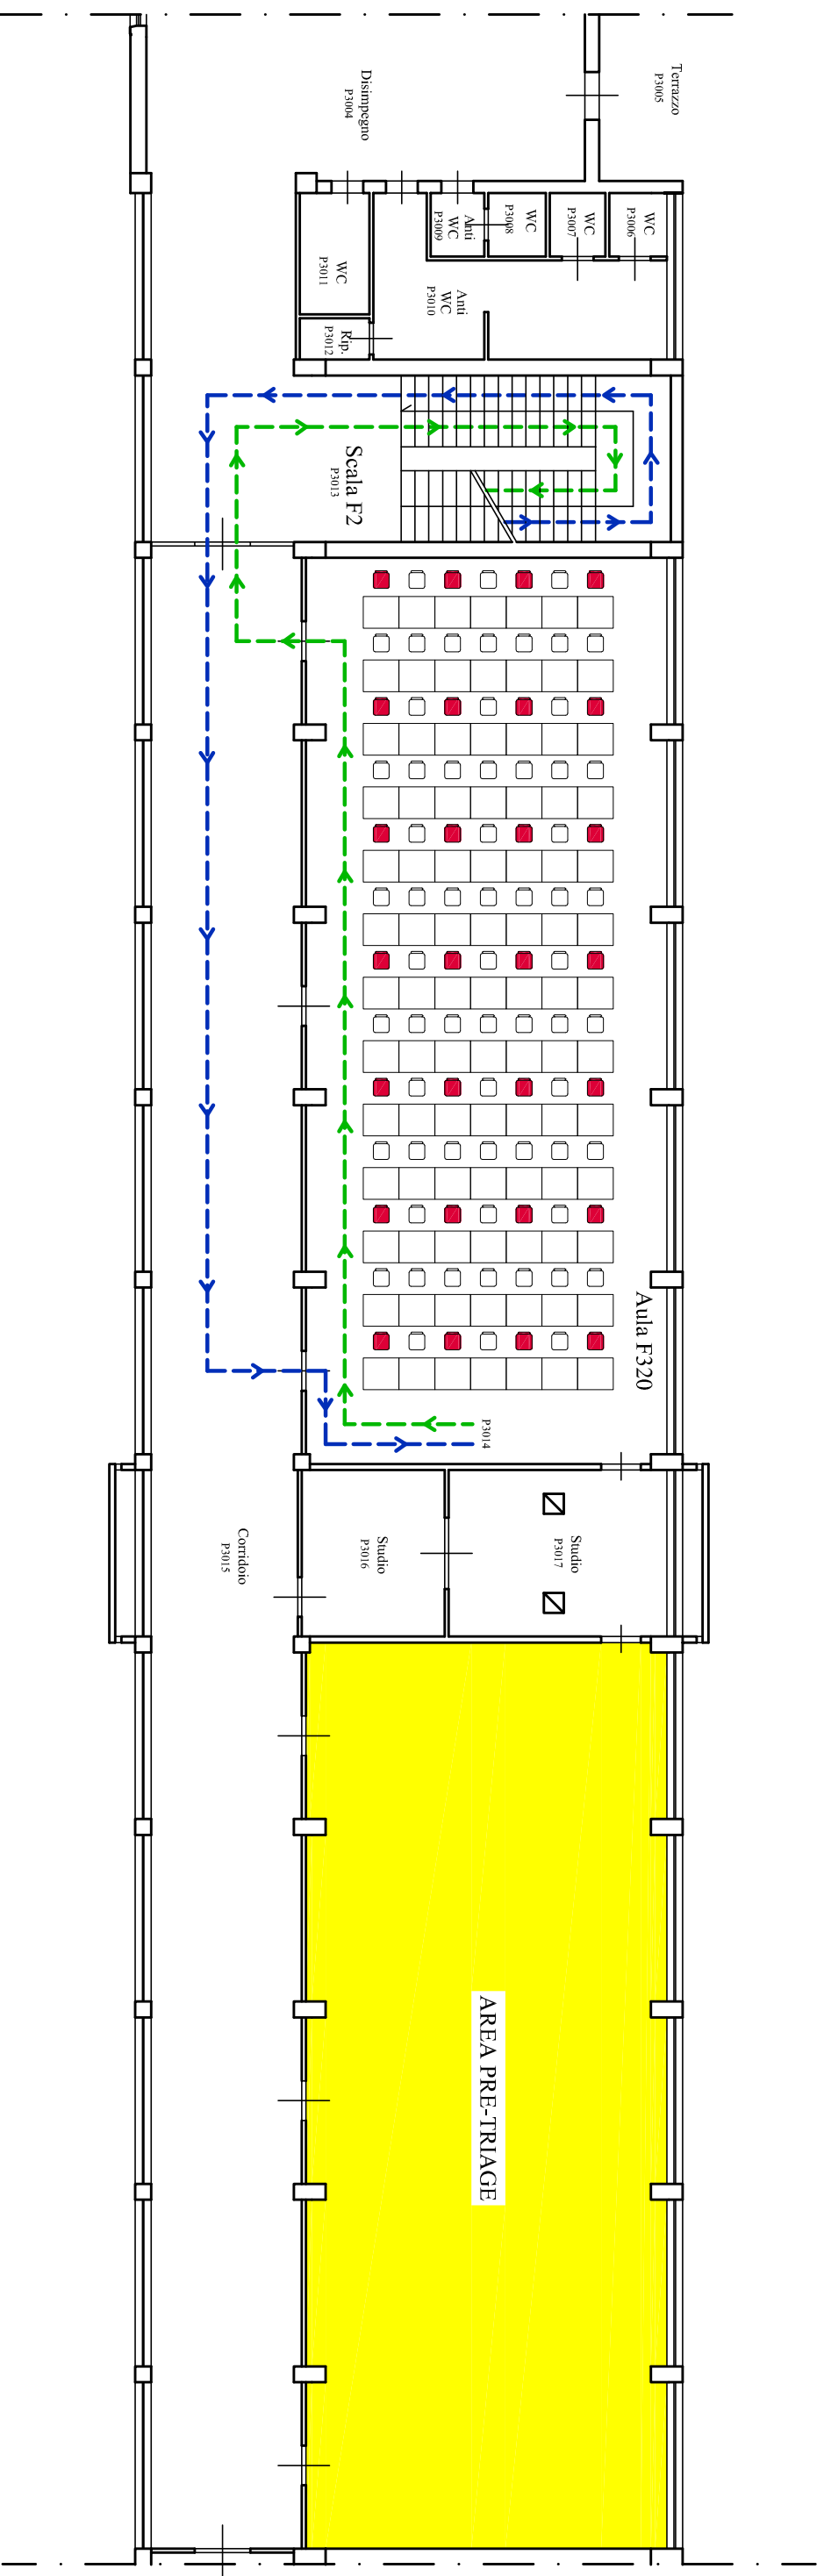 Terrazzo
P3005
Disimpegno
P3004
WC
P3006
WC
P3007
WC
P3008
Anti
WC
P3009
Anti
WC
P3010
WC
P3011
Rip.
P3012
Scala F2
P3013
Aula F320
P3014
Studio
P3017
Studio
P3016
Corridoio
P3015
AREA PRE-TRIAGE